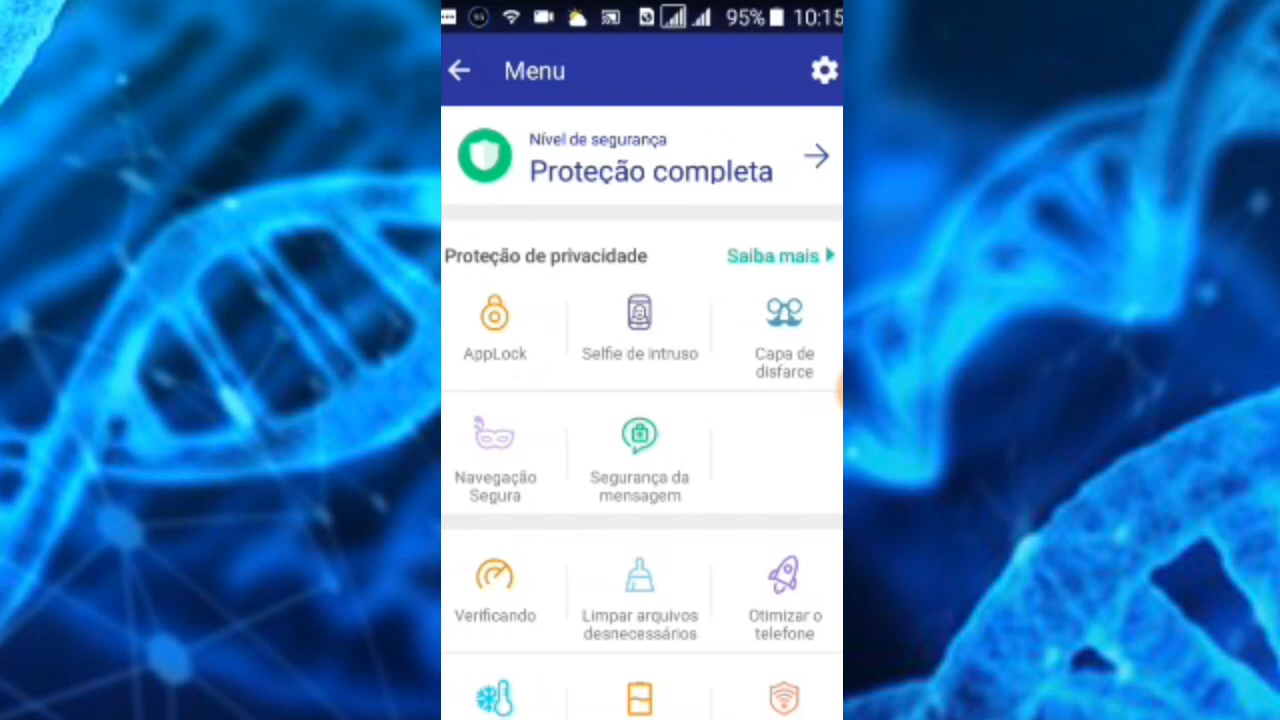 95% 10:15
Menu
Nível de segurança
Proteção completa
Proteção de privacidade Saiba mais
AppLock Selfie de intruso Capa de
disfarce
Navegação Segurança da
Segura mensagem
Verificando Limpar arquivos Otimizar o
desnecessários telefone